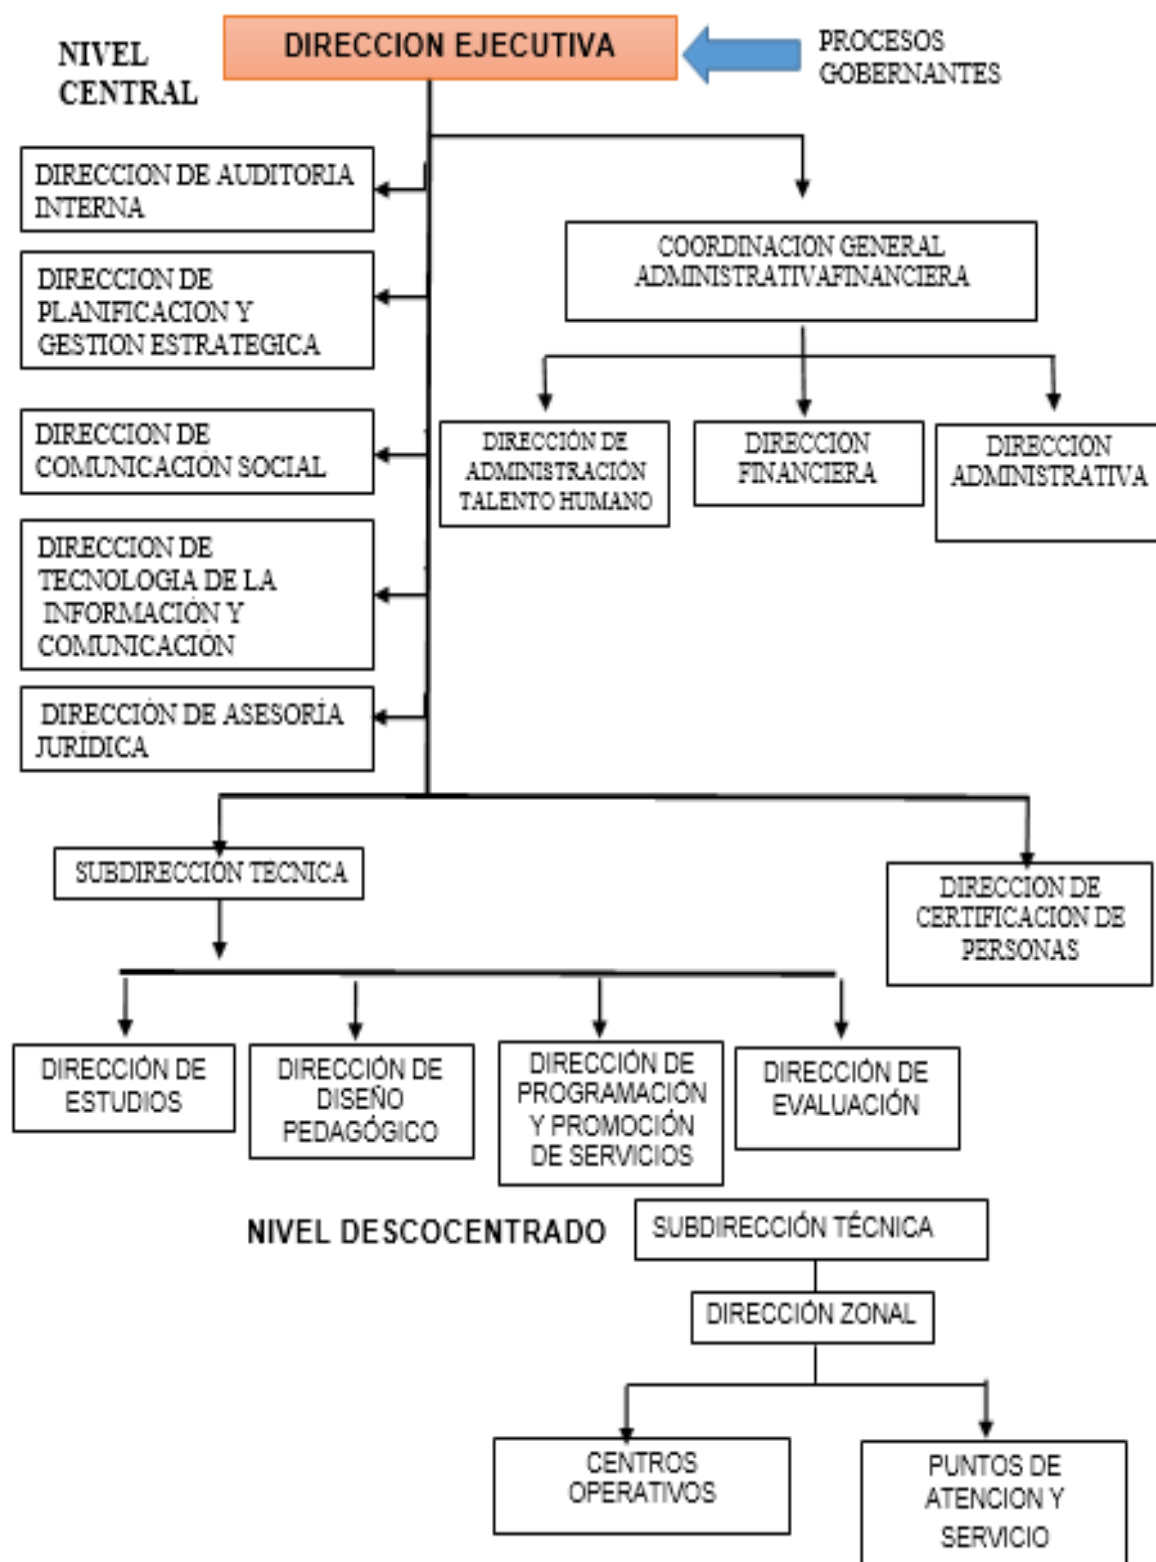 NIVEL
CENTRAL
DIRECCION EJECUTIVA
PROCESOS
GOBERNANTES
DIRECCION DE AUDITORIA
INTERNA
DIRECCION DE
PLANIFICACION Y
GESTION ESTRATEGICA
DIRECCION DE
COMUNICACIÓN SOCIAL
DIRECCION DE
TECNOLOGIA DE LA
INFORMACIÓN Y
COMUNICACIÓN
DIRECCIÓN DE ASESORÍA
JURÍDICA
COORDINACION GENERAL
ADMINISTRATIVAFINANCIERA
DIRECCIÓN DE
ADMINISTRACIÓN
TALENTO HUMANO
DIRECCION
FINANCIERA
DIRECCION
ADMINISTRATIVA
SUBDIRECCIÓN TECNICA
DIRECCION DE
CERTIFICACION DE
PERSONAS
DIRECCIÓN DE
ESTUDIOS
DIRECCIÓN DE
DISEÑO
PEDAGÓGICO
DIRECCIÓN DE
PROGRAMACIÓN
Y PROMOCIÓN
DE SERVICIOS
DIRECCIÓN DE
EVALUACIÓN
NIVEL DESCOCENTRADO
SUBDIRECCIÓN TÉCNICA
DIRECCIÓN ZONAL
CENTROS
OPERATIVOS
PUNTOS DE
ATENCION Y
SERVICIO